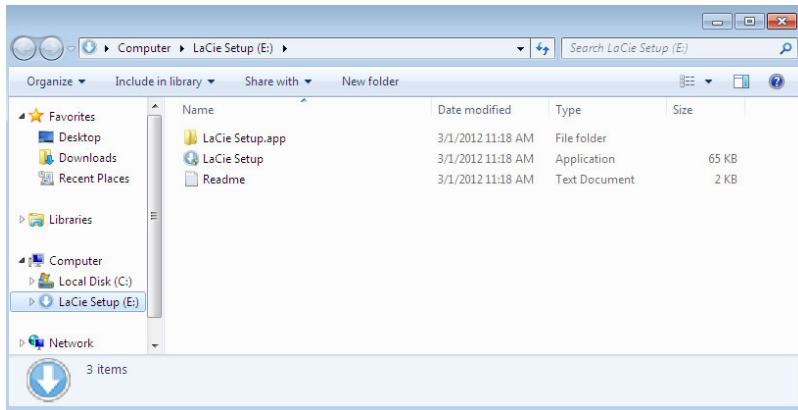 Computer ▸ LaCie Setup (E:) ▸
Search LaCie Setup (E:)
Organize Include in library Share with New folder
Name Date modified Type Size
Favorites
Desktop
Downloads
Recent Places
Libraries
Computer
Local Disk (C:)
LaCie Setup (E:)
Network
LaCie Setup.app 3/1/2012 11:18 AM File folder
LaCie Setup 3/1/2012 11:18 AM Application 65 KB
Readme 3/1/2012 11:18 AM Text Document 2 KB
3 items